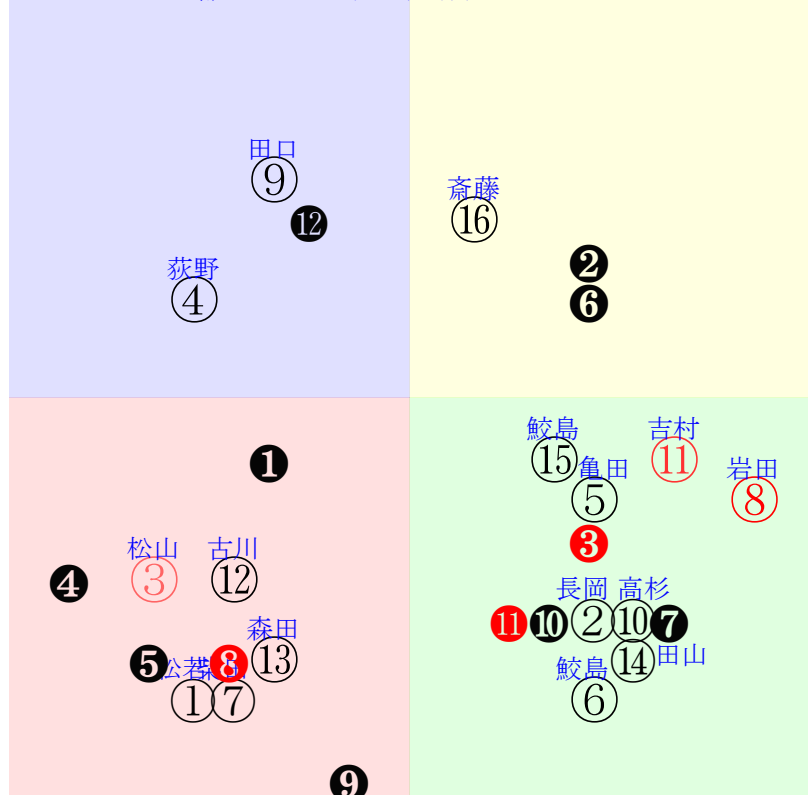 田口
⑨
⓬
荻野
④
斎藤
⑯
❷
❻
❶
松山
③
古川
⑫
❹
森田
⑬
❺
❽
①
⑦
❾
鮫島
⑮
吉村
⑪
亀田
⑤
岩田
⑧
❸
長岡
②
高杉
⑩
⓫
❿
❼
⑭
田山
鮫島
⑥